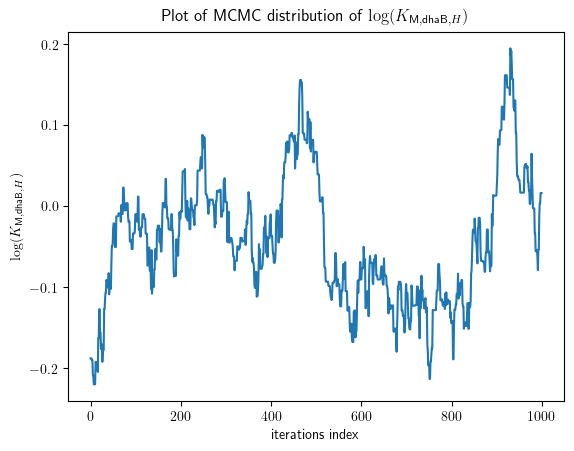 Plot of MCMC distribution of log(K_{M,dhaB,H})
0.2
0.1
0.0
−0.1
−0.2
log(K_{M,dhaB,H})
0 200 400 600 800 1000
iterations index